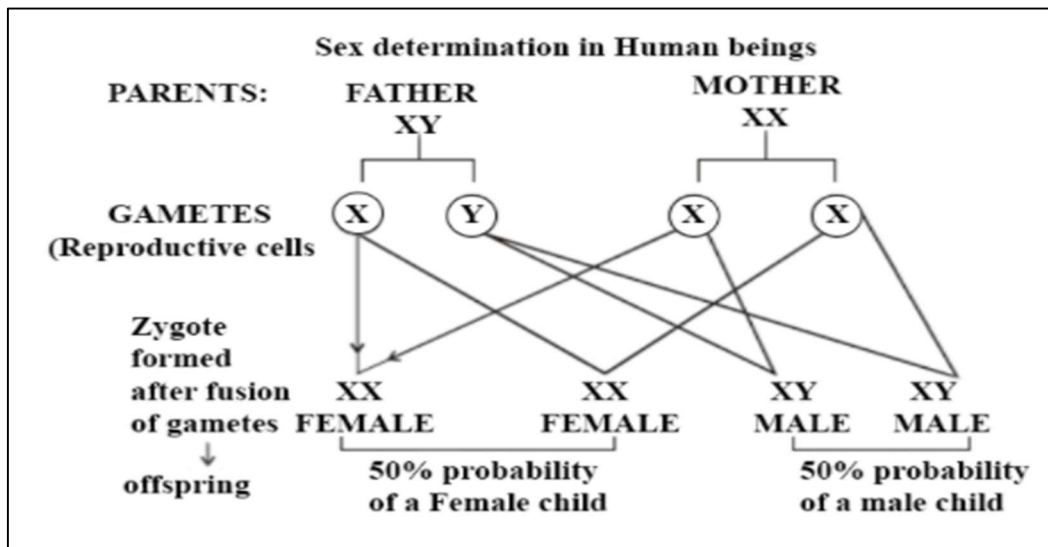 Sex determination in Human beings
PARENTS: FATHER MOTHER
XY XX
GAMETES X Y X X
(Reproductive cells
Zygote
formed
after fusion XX XX XY XY
of gametes FEMALE FEMALE MALE MALE
offspring 50% probability 50% probability
of a Female child of a male child